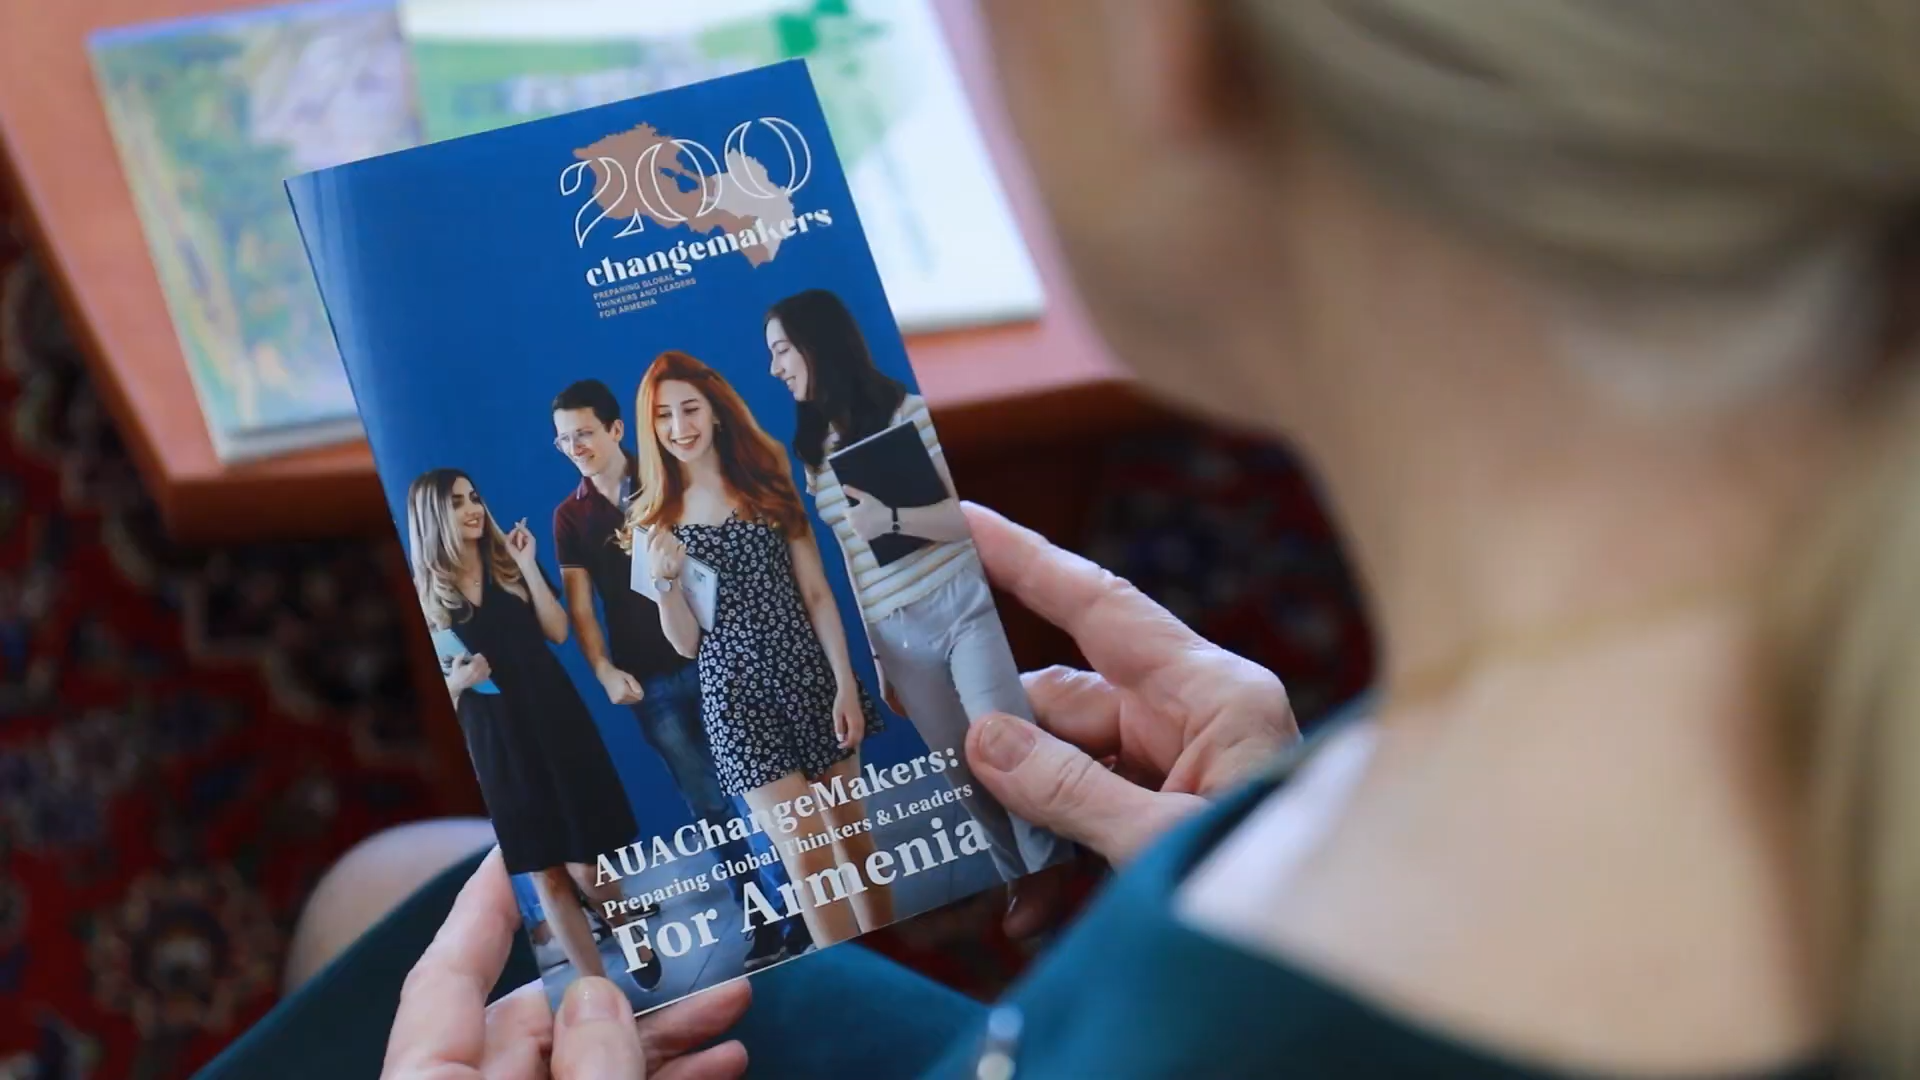 200
changemakers
PREPARING GLOBAL
THINKERS AND LEADERS
FOR ARMENIA
AUAChangeMakers:
Preparing Global Thinkers & Leaders
For Armenia